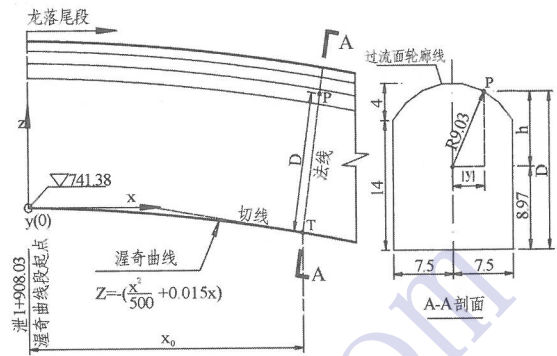 龙落尾段
A
过流面轮廓线
P
P
z
4
R9.03
h
D
D
法线
|3|
▽741.38
x
14
8.97
y(0)
切线
T
渥奇曲线
A
7.5
7.5
Z=-(x²/500+0.015x)
A-A剖面
泄1+908.03
渥奇曲线段起点
x₀